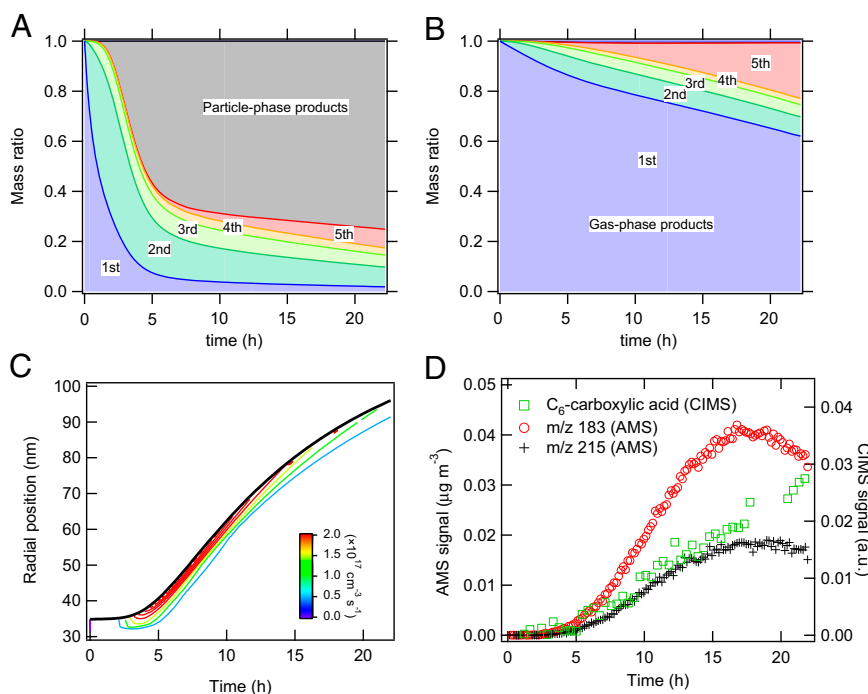 A
Mass ratio
1.0
0.8
0.6
0.4
0.2
0.0
Particle-phase products
1st
2nd
3rd
4th
5th
0
5
10
15
20
time (h)
B
Mass ratio
1.0
0.8
0.6
0.4
0.2
0.0
5th
4th
3rd
2nd
1st
Gas-phase products
0
5
10
15
20
time (h)
C
Radial position (nm)
100
90
80
70
60
50
40
30
2.0
1.5
1.0
0.5
0.0
(×10¹⁷ cm⁻³ s⁻¹)
0
5
10
15
20
Time (h)
D
AMS signal (µg m⁻³)
0.05
0.04
0.03
0.02
0.01
0.00
C₆-carboxylic acid (CIMS)
m/z 183 (AMS)
m/z 215 (AMS)
0.04
0.03
0.02
0.01
0.00
CIMS signal (a.u.)
0
5
10
15
20
Time (h)